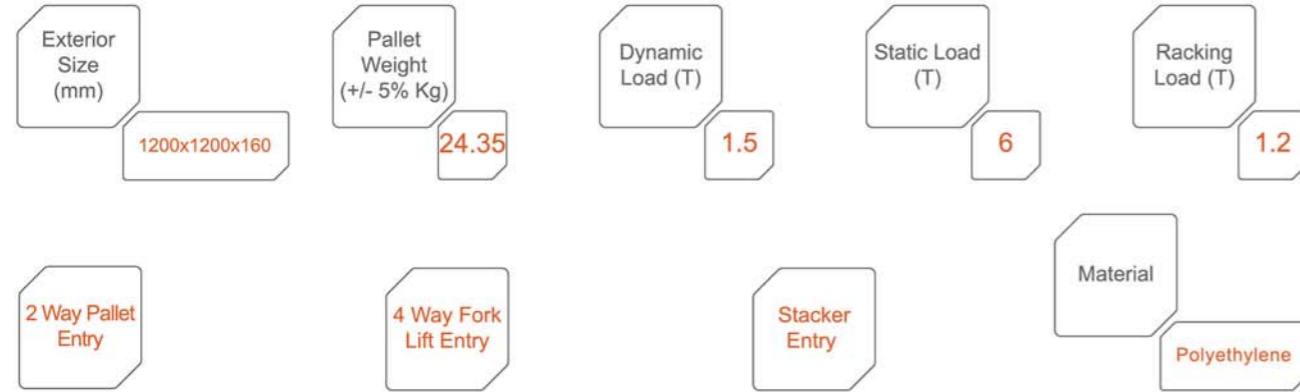 Exterior
Size
(mm)
1200x1200x160
Pallet
Weight
(+/- 5% Kg)
24.35
Dynamic
Load (T)
1.5
Static Load
(T)
6
Racking
Load (T)
1.2
2 Way Pallet
Entry
4 Way Fork
Lift Entry
Stacker
Entry
Material
Polyethylene